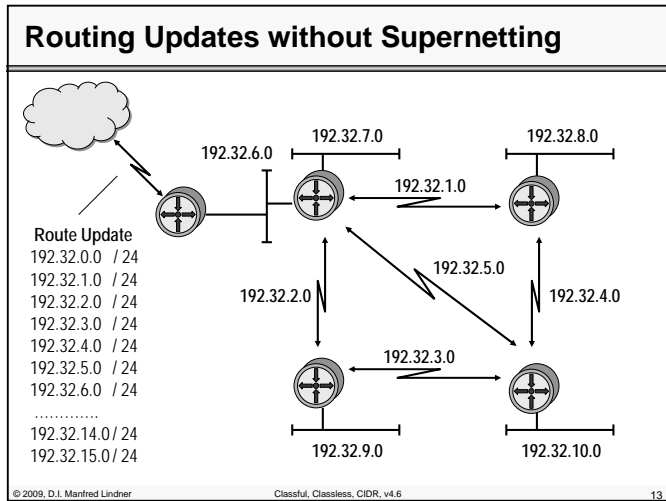 Routing Updates without Supernetting
192.32.7.0
192.32.8.0
192.32.6.0
192.32.1.0
Route Update
192.32.0.0 / 24
192.32.1.0 / 24
192.32.2.0 / 24
192.32.3.0 / 24
192.32.4.0 / 24
192.32.5.0 / 24
192.32.6.0 / 24
.............
192.32.14.0 / 24
192.32.15.0 / 24
192.32.5.0
192.32.2.0
192.32.4.0
192.32.3.0
192.32.9.0
192.32.10.0
© 2009, D.I. Manfred Lindner
Classful, Classless, CIDR, v4.6
13